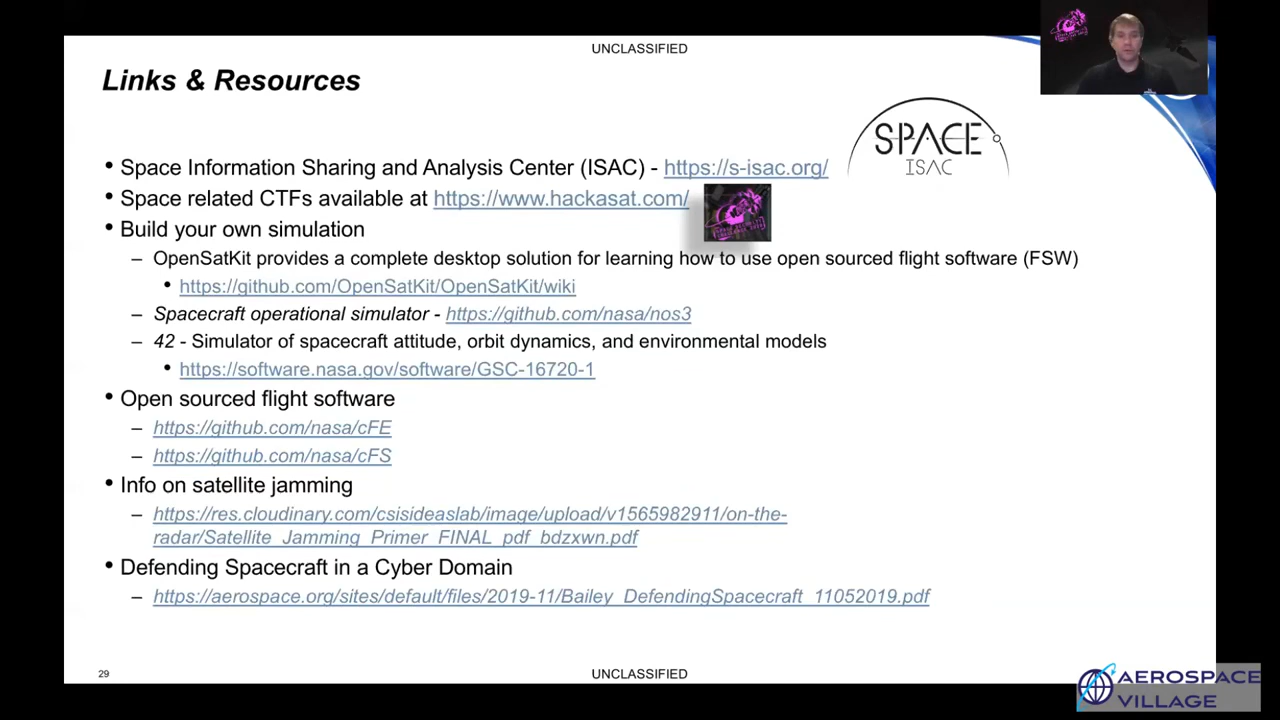 UNCLASSIFIED
Links & Resources
SPACE
ISAC
• Space Information Sharing and Analysis Center (ISAC) - https://s-isac.org/
• Space related CTFs available at https://www.hackasat.com/
• Build your own simulation
– OpenSatKit provides a complete desktop solution for learning how to use open sourced flight software (FSW)
• https://github.com/OpenSatKit/OpenSatKit/wiki
– Spacecraft operational simulator - https://github.com/nasa/nos3
– 42 - Simulator of spacecraft attitude, orbit dynamics, and environmental models
• https://software.nasa.gov/software/GSC-16720-1
• Open sourced flight software
– https://github.com/nasa/cFE
– https://github.com/nasa/cFS
• Info on satellite jamming
– https://res.cloudinary.com/csisideaslab/image/upload/v1565982911/on-the-
radar/Satellite_Jamming_Primer_FINAL_pdf_bdzxwn.pdf
• Defending Spacecraft in a Cyber Domain
– https://aerospace.org/sites/default/files/2019-11/Bailey_DefendingSpacecraft_11052019.pdf
29
UNCLASSIFIED
AEROSPACE
VILLAGE